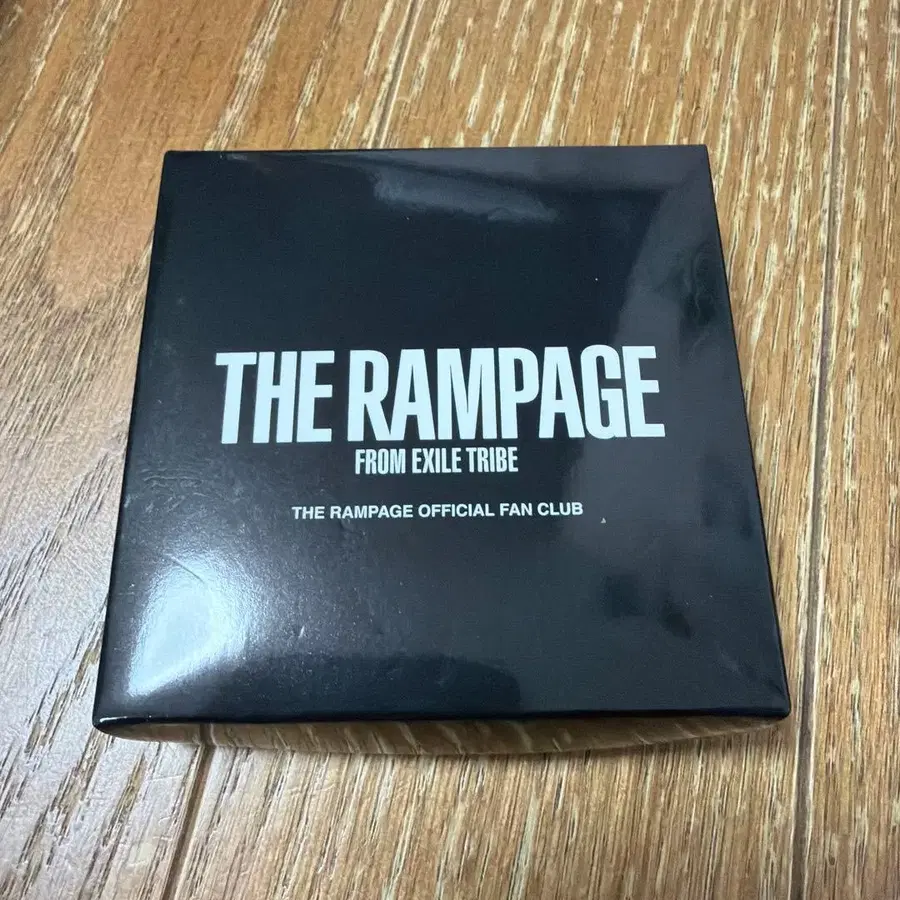 THE RAMPAGE
FROM EXILE TRIBE
THE RAMPAGE OFFICIAL FAN CLUB